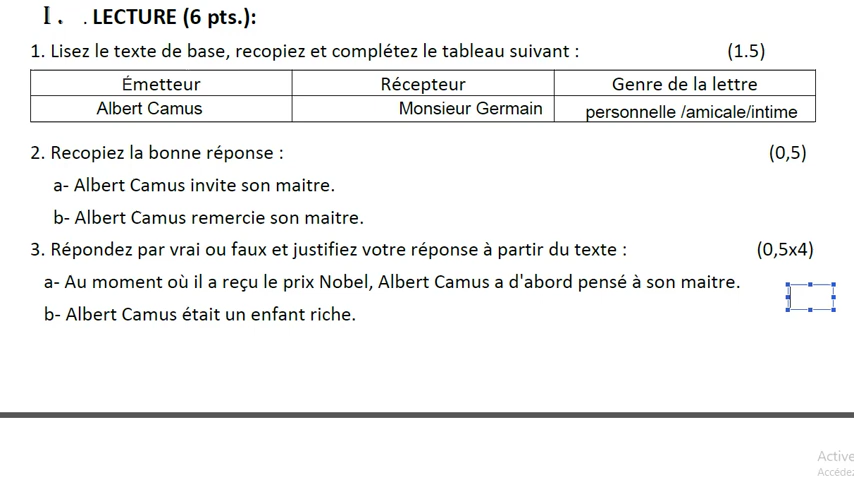 I. . LECTURE (6 pts.):
1. Lisez le texte de base, recopiez et complétez le tableau suivant : (1.5)
Émetteur Récepteur Genre de la lettre
Albert Camus Monsieur Germain personnelle /amicale/intime
2. Recopiez la bonne réponse : (0,5)
a- Albert Camus invite son maitre.
b- Albert Camus remercie son maitre.
3. Répondez par vrai ou faux et justifiez votre réponse à partir du texte : (0,5x4)
a- Au moment où il a reçu le prix Nobel, Albert Camus a d'abord pensé à son maitre.
b- Albert Camus était un enfant riche.
Active
Accédez